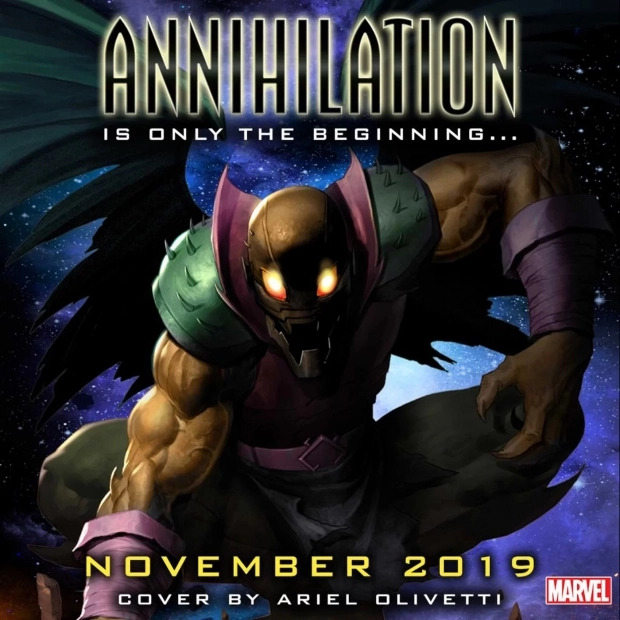 ANNIHILATION
IS ONLY THE BEGINNING...
NOVEMBER 2019
COVER BY ARIEL OLIVETTI
MARVEL